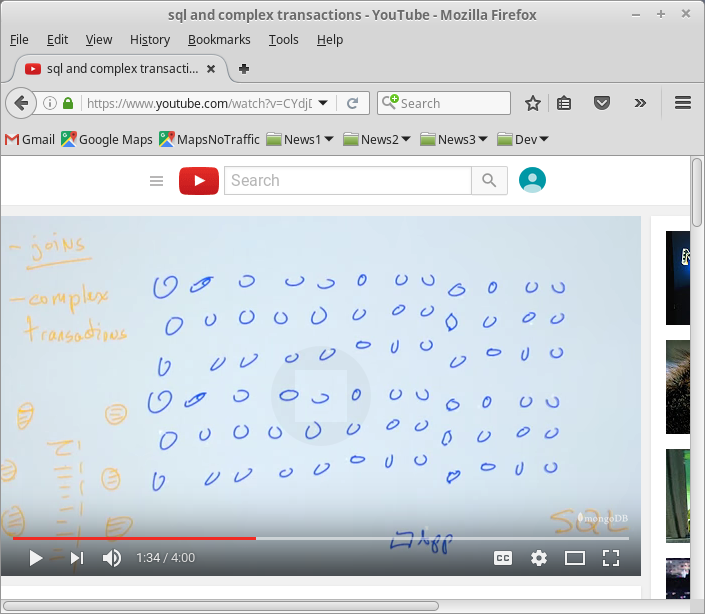 sql and complex transactions - YouTube - Mozilla Firefox
File Edit View History Bookmarks Tools Help
sql and complex transacti...
https://www.youtube.com/watch?v=CYdj Search
Gmail Google Maps MapsNoTraffic News1 News2 News3 Dev
Search
- joins
- complex
transactions
SQL
mongoDB
App
1:34 / 4:00
CC